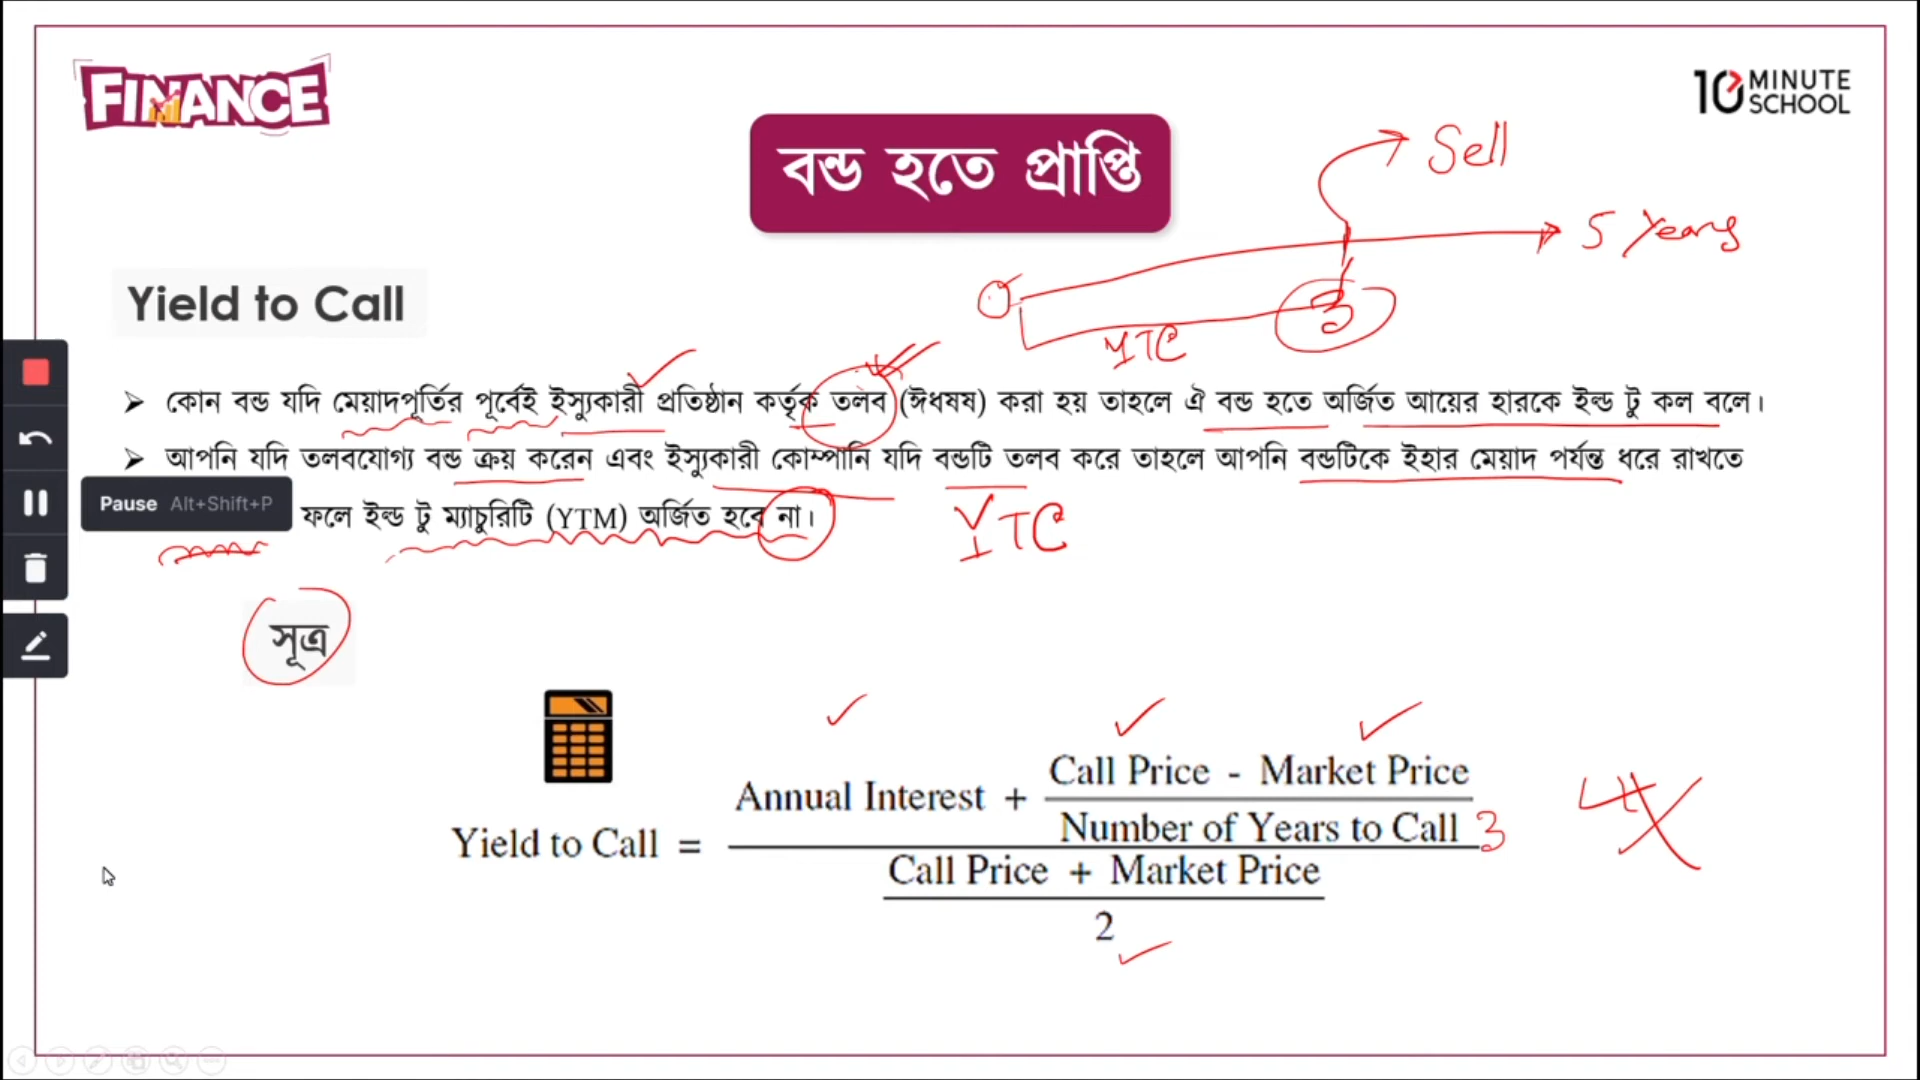 FINANCE
10 MINUTE SCHOOL
বন্ড হতে প্রাপ্তি
Sell
5 Years
0
3
YTC
Yield to Call
➤ কোন বন্ড যদি মেয়াদপূর্তির পূর্বেই ইস্যুকারী প্রতিষ্ঠান কর্তৃক তলব (ঈধষষ) করা হয় তাহলে ঐ বন্ড হতে অর্জিত আয়ের হারকে ইল্ড টু কল বলে।
➤ আপনি যদি তলবযোগ্য বন্ড ক্রয় করেন এবং ইস্যুকারী কোম্পানি যদি বন্ডটি তলব করে তাহলে আপনি বন্ডটিকে ইহার মেয়াদ পর্যন্ত ধরে রাখতে
Pause Alt+Shift+P
ফলে ইল্ড টু ম্যাচুরিটি (YTM) অর্জিত হবে না।
YTC
সূত্র
Yield to Call = 
Annual Interest + 
Call Price - Market Price
Number of Years to Call 3
Call Price + Market Price
2